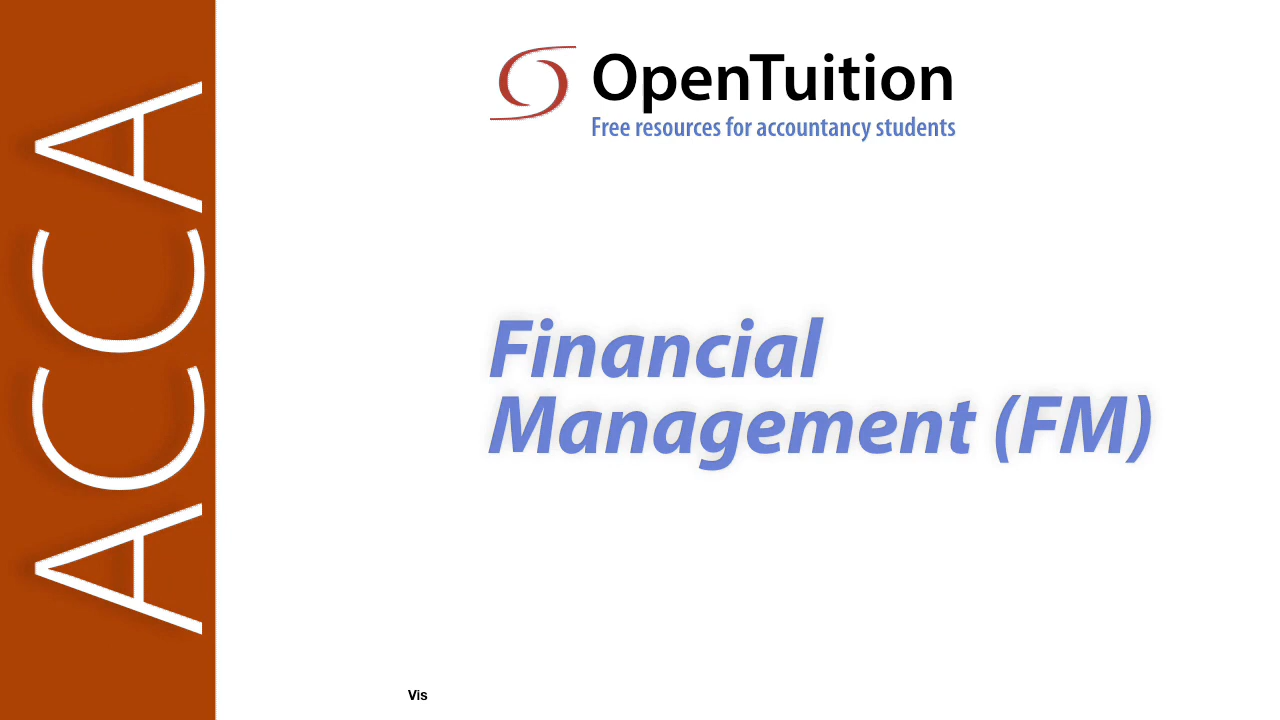 ACCA
OpenTuition
Free resources for accountancy students
Financial
Management (FM)
Vis